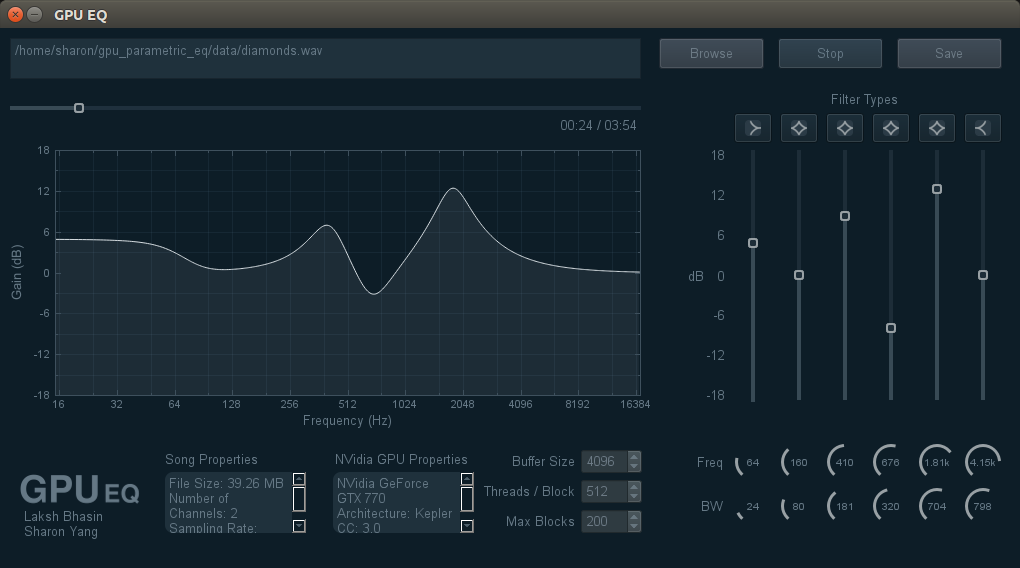 GPU EQ
/home/sharon/gpu_parametric_eq/data/diamonds.wav
Browse
Stop
Save
00:24 / 03:54
Filter Types
18
12
6
0
-6
-12
-18
Gain (dB)
16 32 64 128 256 512 1024 2048 4096 8192 16384
Frequency (Hz)
18
12
6
dB 0
-6
-12
-18
Freq 64 160 410 676 1.81k 4.15k
BW 24 80 181 320 704 798
GPU EQ
Laksh Bhasin
Sharon Yang
Song Properties
File Size: 39.26 MB
Number of
Channels: 2
Sampling Rate:
NVidia GPU Properties
NVidia GeForce
GTX 770
Architecture: Kepler
CC: 3.0
Buffer Size 4096
Threads / Block 512
Max Blocks 200